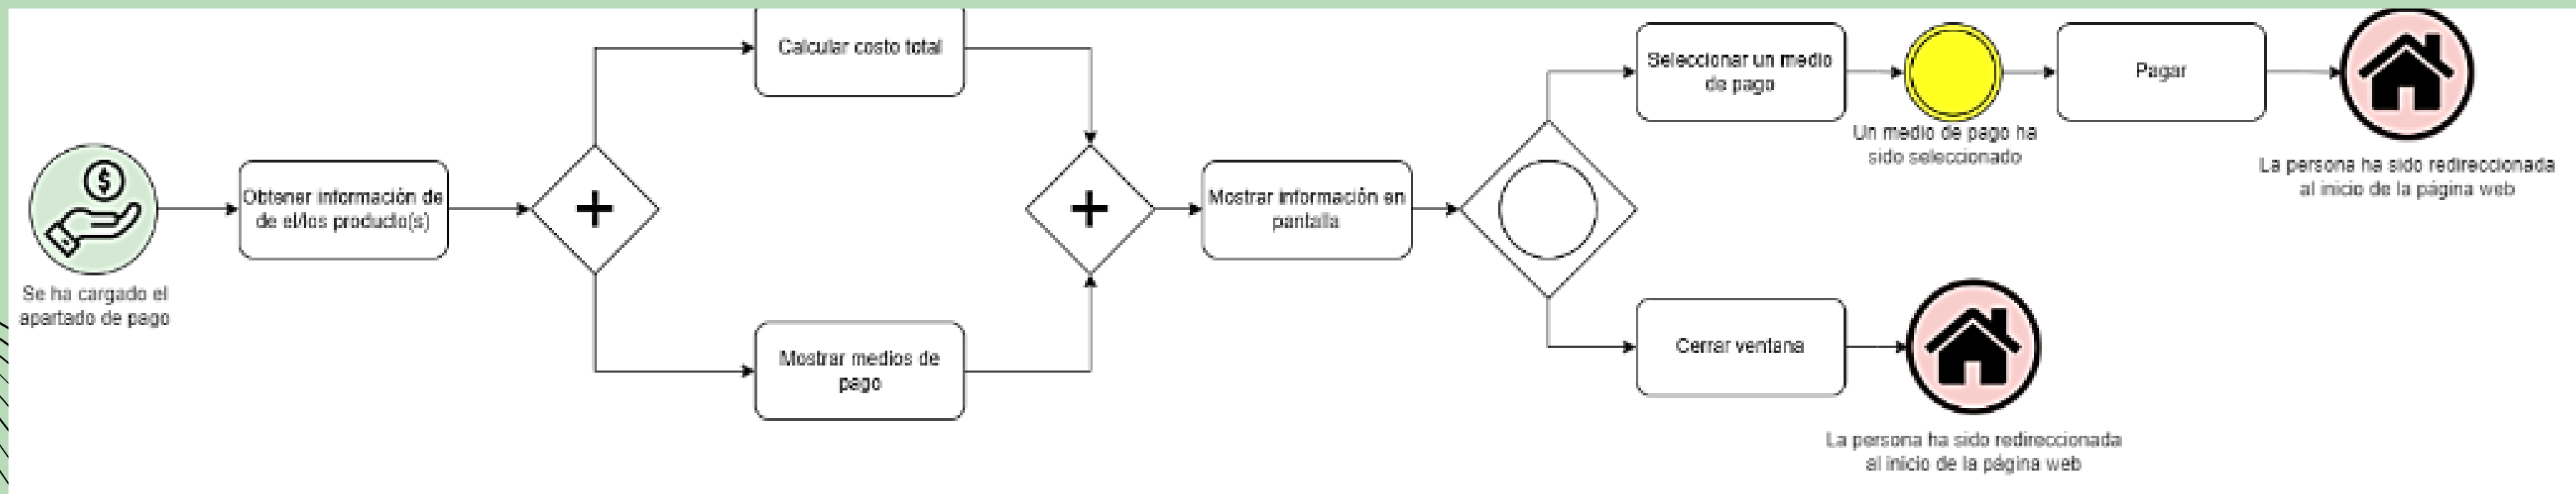 Se ha cargado el
apartado de pago
Obtener información de
de el/los producto(s)
Calcular costo total
Mostrar medios de
pago
Mostrar información en
pantalla
Seleccionar un medio
de pago
Un medio de pago ha
sido seleccionado
Pagar
La persona ha sido redireccionada
al inicio de la página web
Cerrar ventana
La persona ha sido redireccionada
al inicio de la página web